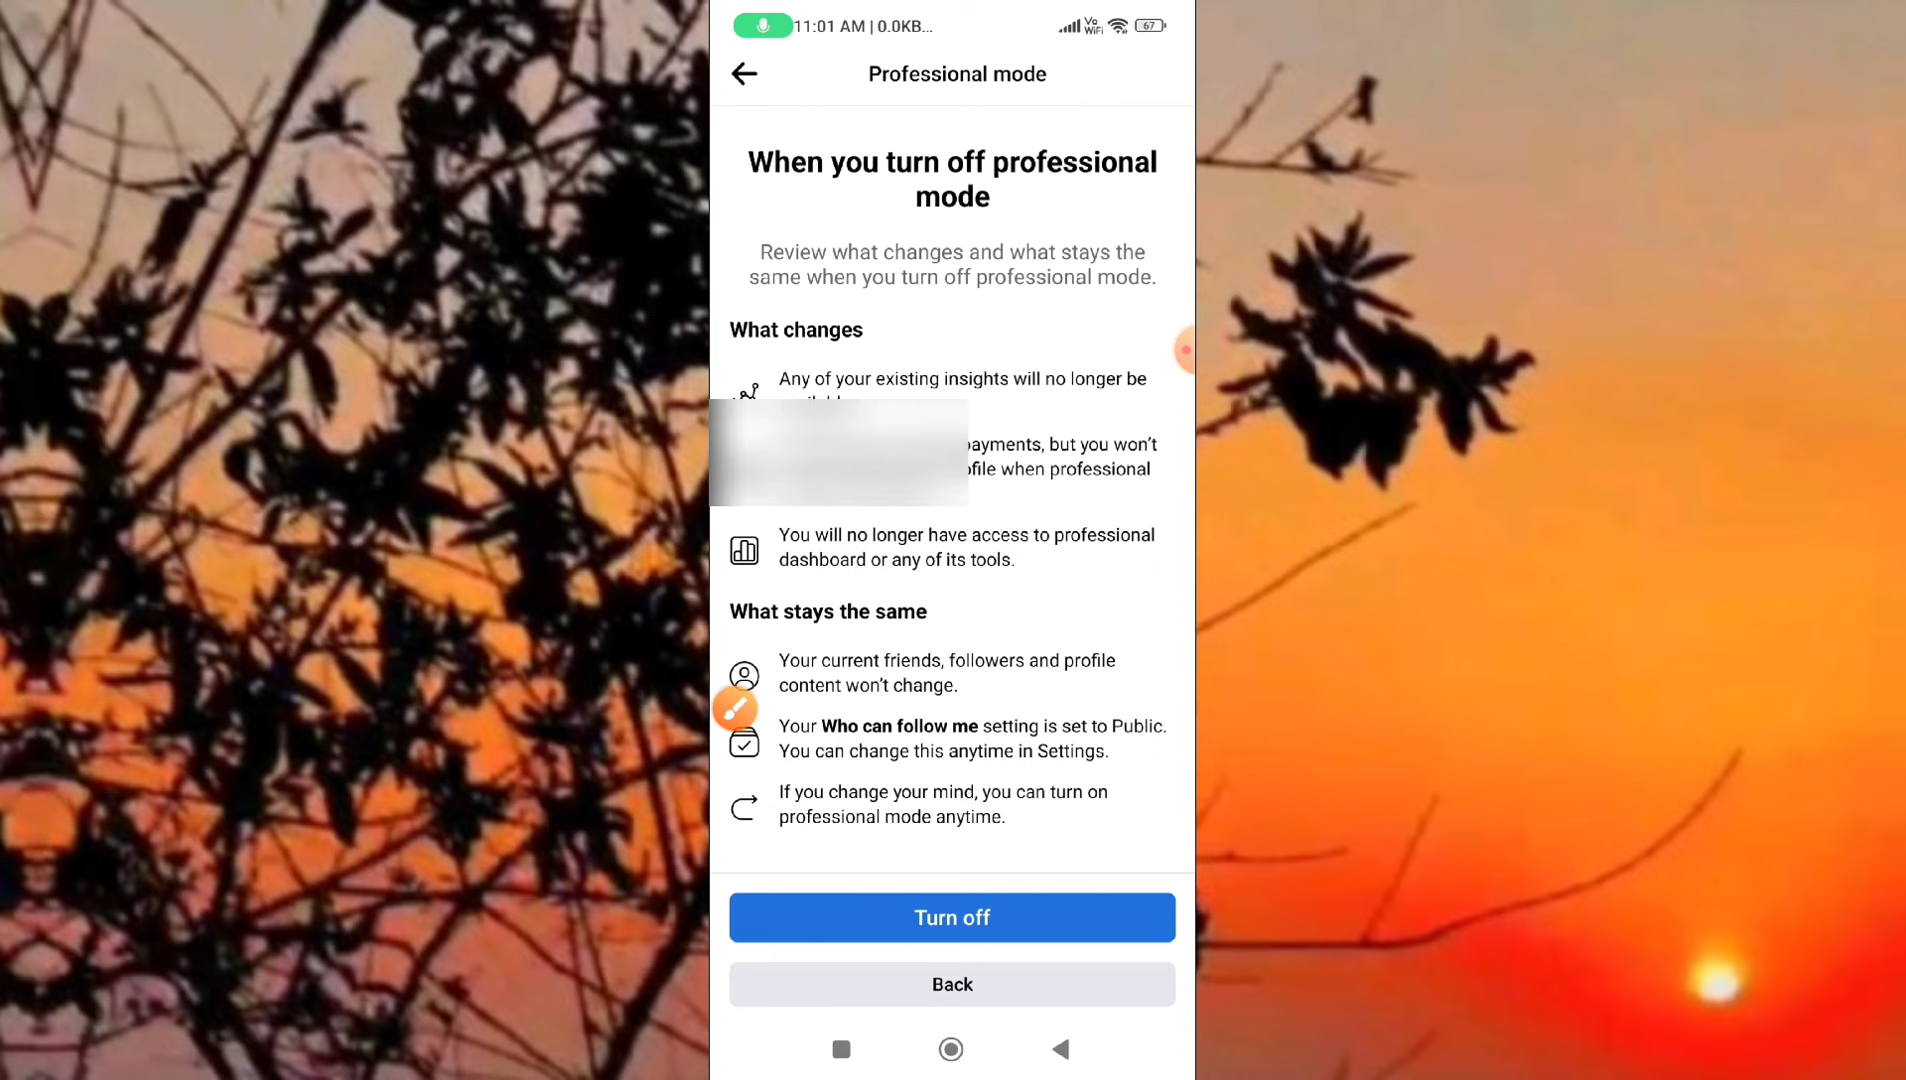 11:01 AM | 0.0KB...
Vo
WiFi
67
Professional mode
When you turn off professional
mode
Review what changes and what stays the
same when you turn off professional mode.
What changes
Any of your existing insights will no longer be
payments, but you won't
when professional
You will no longer have access to professional
dashboard or any of its tools.
What stays the same
Your current friends, followers and profile
content won't change.
Your Who can follow me setting is set to Public.
You can change this anytime in Settings.
If you change your mind, you can turn on
professional mode anytime.
Turn off
Back